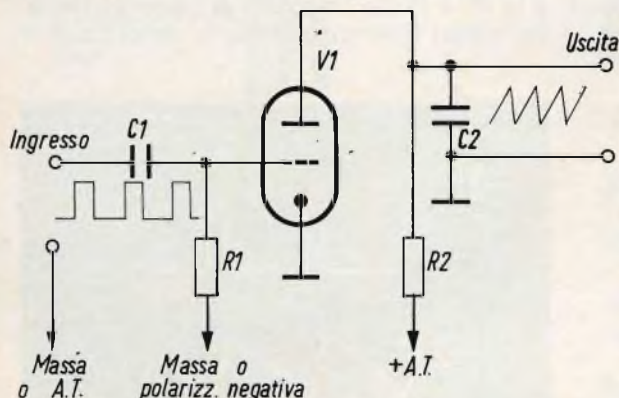 V1
Uscita
C1
Ingresso
C2
R1
R2
Massa
o A.T.
Massa o
polarizz. negativa
+A.T.